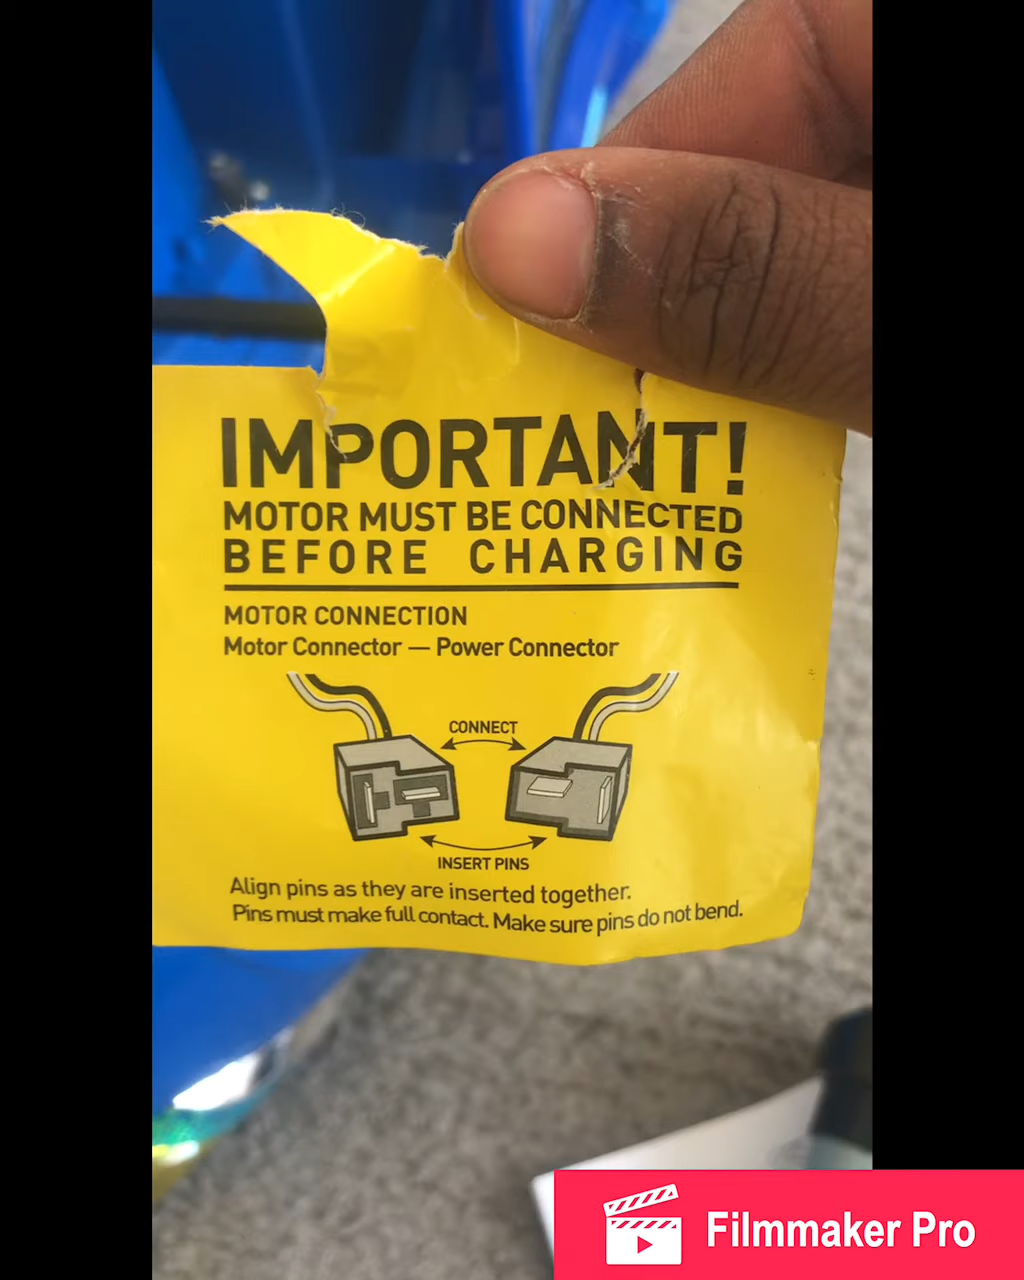 IMPORTANT!
MOTOR MUST BE CONNECTED
BEFORE CHARGING
MOTOR CONNECTION
Motor Connector — Power Connector
CONNECT
INSERT PINS
Align pins as they are inserted together.
Pins must make full contact. Make sure pins do not bend.
Filmmaker Pro